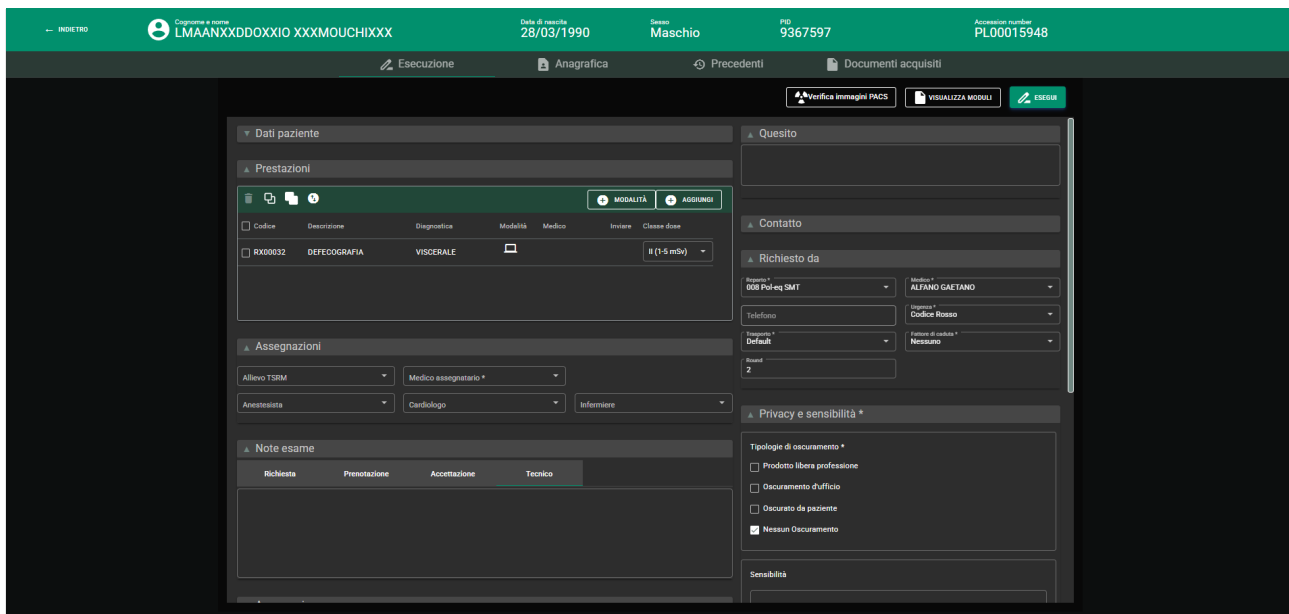 ← INDIETRO
Cognome e nome
LMAANXXDDOXXIO XXXMOUCHIXXX
Data di nascita
28/03/1990
Sesso
Maschio
PID
9367597
Accession number
PL00015948
Esecuzione
Anagrafica
Precedenti
Documenti acquisiti
Verifica immagini PACS
VISUALIZZA MODULI
ESEGUI
Dati paziente
Prestazioni
MODALITÀ
AGGIUNGI
Codice Descrizione Diagnostica Modalità Medico Inviare Classe dose
RX00032 DEFECOGRAFIA VISCERALE II (1-5 mSv)
Assegnazioni
Allievo TSRM
Medico assegnatario *
Anestesista
Cardiologo
Infermiere
Note esame
Richiesta Prenotazione Accettazione Tecnico
Quesito
Contatto
Richiesto da
Reparto *
008 Pol-eq SMT
Medico *
ALFANO GAETANO
Telefono
Urgenza *
Codice Rosso
Trasporto *
Default
Fattore di caduta *
Nessuno
Round
2
Privacy e sensibilità *
Tipologie di oscuramento *
Prodotto libera professione
Oscuramento d'ufficio
Oscurato da paziente
Nessun Oscuramento
Sensibilità